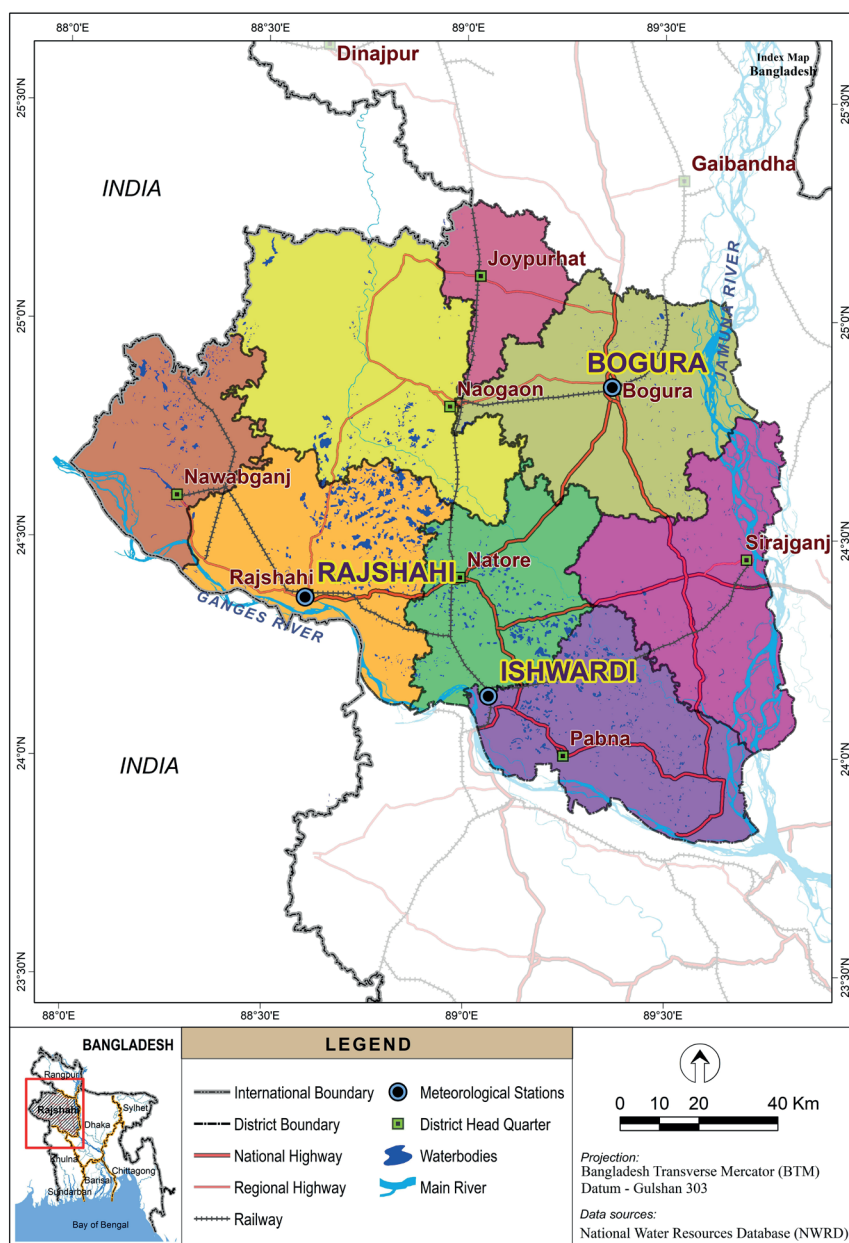 88°0'E 88°30'E 89°0'E 89°30'E
Dinajpur
Index Map
Bangladesh
25°30'N
25°30'N
Gaibandha
INDIA
JAMUNA RIVER
Joypurhat
25°0'N
25°0'N
BOGURA
Bogura
Naogaon
Nawabganj
24°30'N
24°30'N
Sirajganj
Natore
Rajshahi
RAJSHAHI
GANGES RIVER
ISHWARDI
Pabna
24°0'N
24°0'N
INDIA
23°30'N
23°30'N
88°0'E 88°30'E 89°0'E 89°30'E
BANGLADESH
Rangpur
Rajshahi
Sylhet
Dhaka
Khulna
Chittagong
Barisal
Sundarban
Bay of Bengal
LEGEND
International Boundary
District Boundary
National Highway
Regional Highway
Railway
Meteorological Stations
District Head Quarter
Waterbodies
Main River
0 10 20 40 Km
Projection:
Bangladesh Transverse Mercator (BTM)
Datum - Gulshan 303
Data sources:
National Water Resources Database (NWRD)